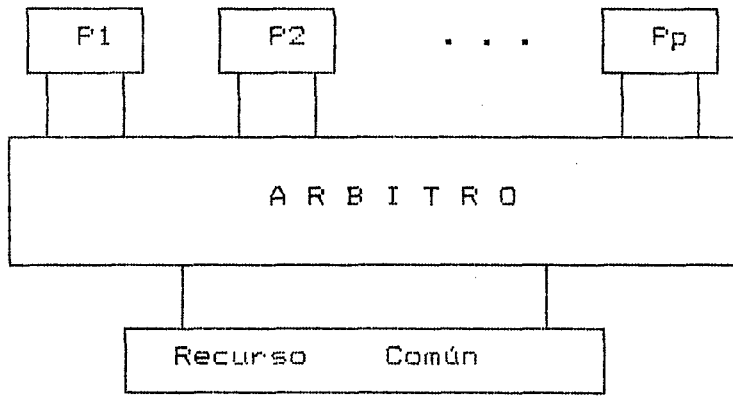 P1 P2 . . . Pp
A R B I T R O
Recurso Común